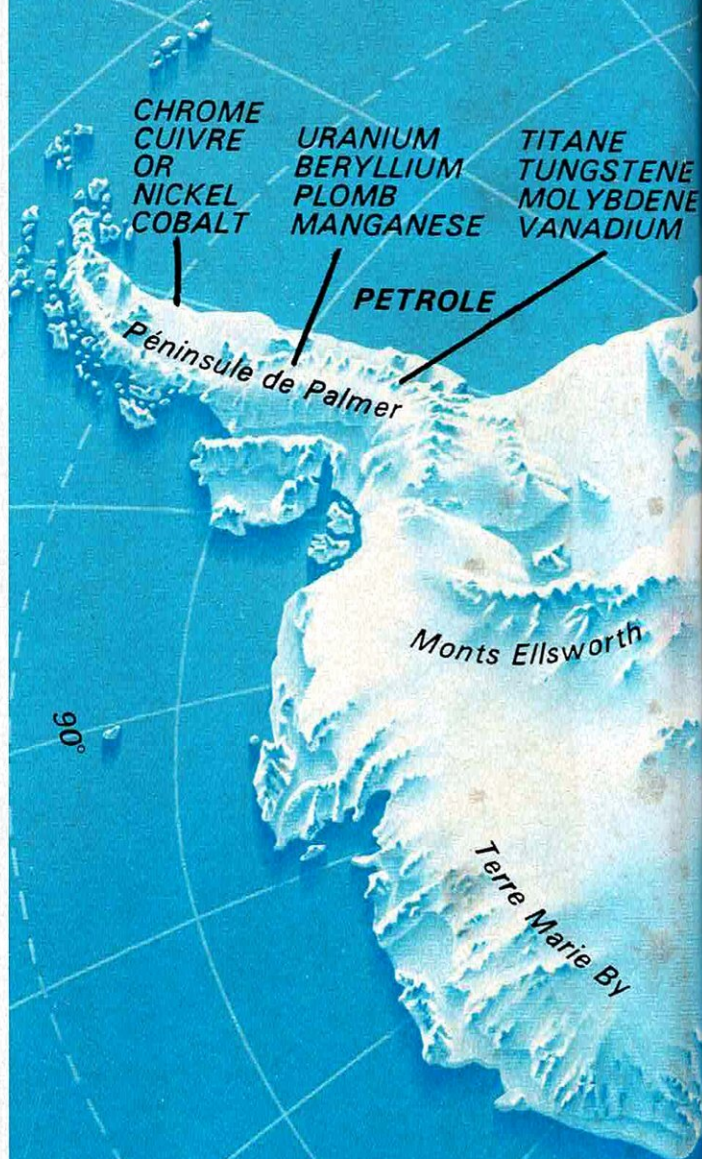 CHROME
CUIVRE
OR
NICKEL
COBALT
URANIUM
BERYLLIUM
PLOMB
MANGANESE
TITANE
TUNGSTENE
MOLYBDENE
VANADIUM
PETROLE
Péninsule de Palmer
Monts Ellsworth
90°
Terre Marie By